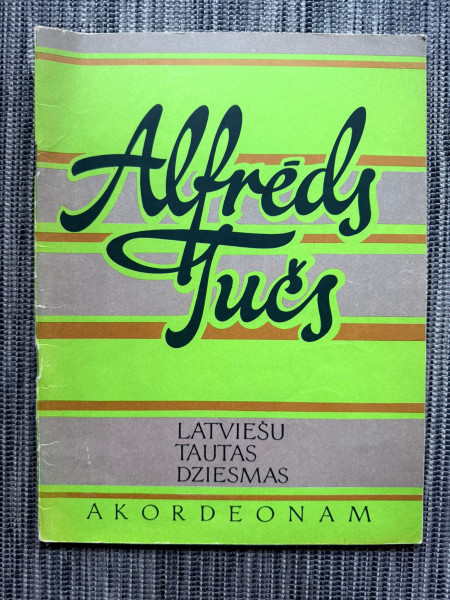 Alfrēds
Tučs
LATVIEŠU
TAUTAS
DZIESMAS
AKORDEONAM